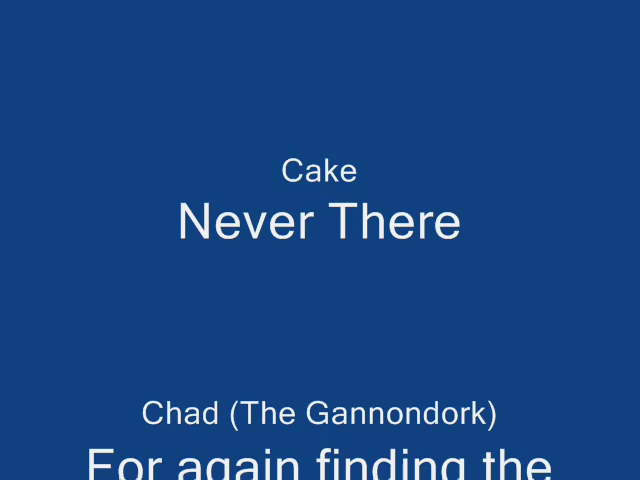 Cake
Never There
Chad (The Gannondork)
For again finding the